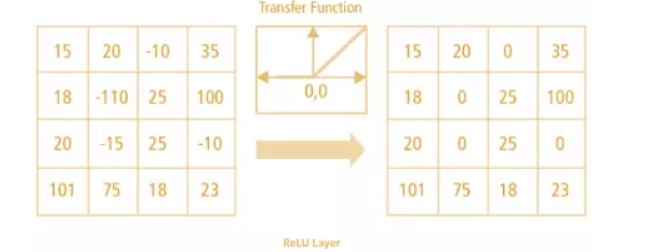 Transfer Function
15 20 -10 35
18 -110 25 100
20 -15 25 -10
101 75 18 23
0,0
15 20 0 35
18 0 25 100
20 0 25 0
101 75 18 23
ReLU Layer